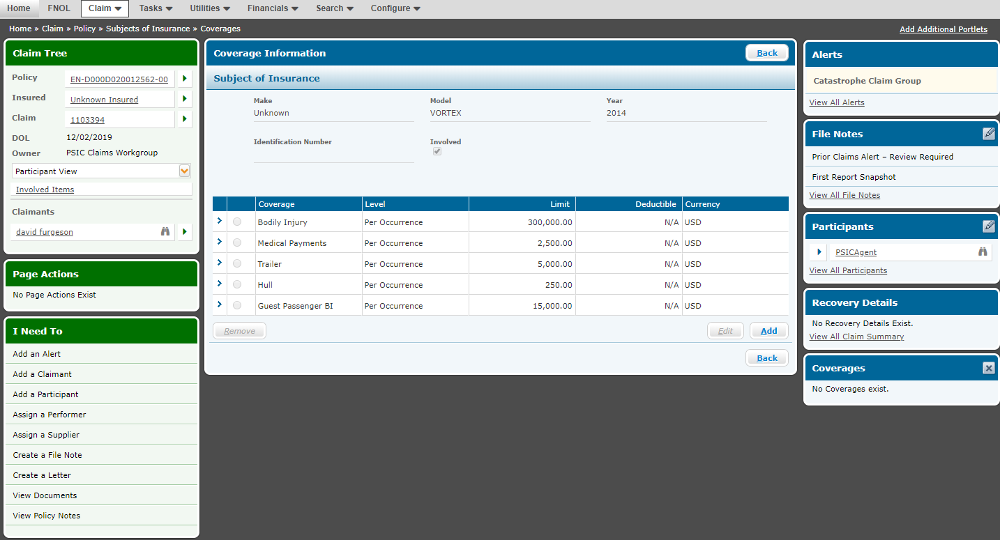 Home FNOL Claim Tasks Utilities Financials Search Configure
Home » Claim » Policy » Subjects of Insurance » Coverages
Add Additional Portlets
Claim Tree
Policy EN-D000D020012562-00
Insured Unknown Insured
Claim 1103394
DOL 12/02/2019
Owner PSIC Claims Workgroup
Participant View
Involved Items
Claimants
david furgeson
Page Actions
No Page Actions Exist
I Need To
Add an Alert
Add a Claimant
Add a Participant
Assign a Performer
Assign a Supplier
Create a File Note
Create a Letter
View Documents
View Policy Notes
Coverage Information Back
Subject of Insurance
Make Model Year
Unknown VORTEX 2014
Identification Number Involved
Coverage Level Limit Deductible Currency
Bodily Injury Per Occurrence 300,000.00 N/A USD
Medical Payments Per Occurrence 2,500.00 N/A USD
Trailer Per Occurrence 5,000.00 N/A USD
Hull Per Occurrence 250.00 N/A USD
Guest Passenger BI Per Occurrence 15,000.00 N/A USD
Remove Edit Add
Back
Alerts
Catastrophe Claim Group
View All Alerts
File Notes
Prior Claims Alert – Review Required
First Report Snapshot
View All File Notes
Participants
PSICAgent
View All Participants
Recovery Details
No Recovery Details Exist.
View All Claim Summary
Coverages
No Coverages exist.